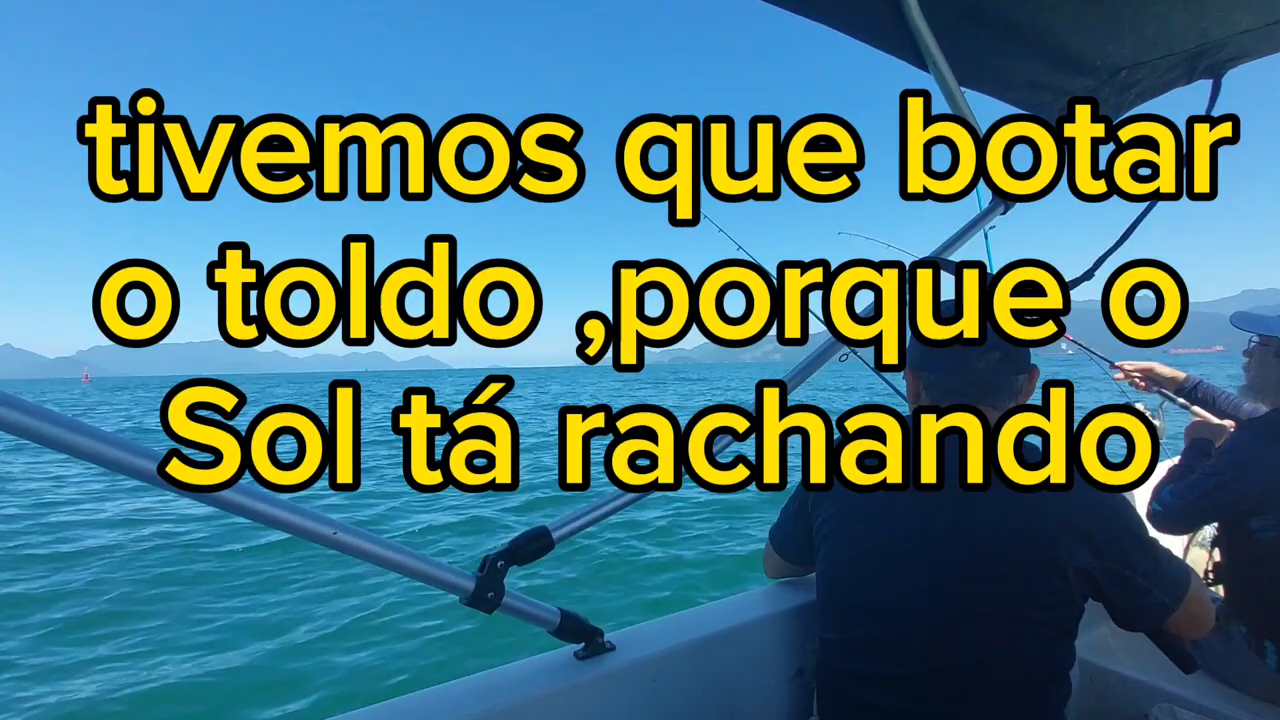 tivemos que botar
o toldo ,porque o
Sol tá rachando